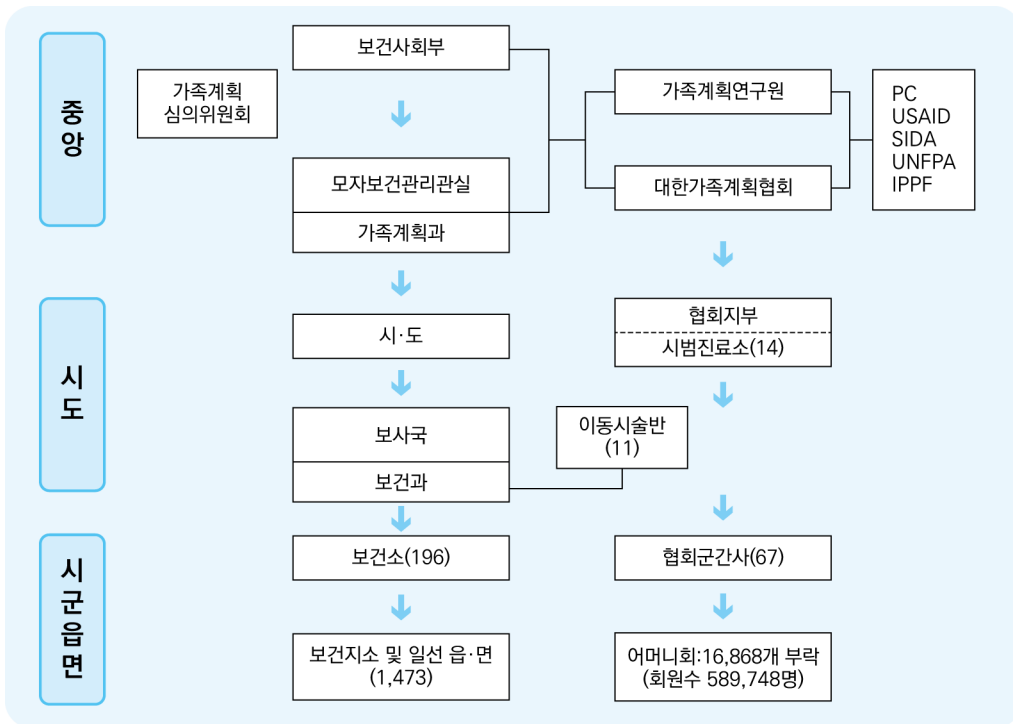 중앙
보건사회부
가족계획
심의위원회
모자보건관리관실
가족계획과
가족계획연구원
대한가족계획협회
PC
USAID
SIDA
UNFPA
IPPF
시도
시·도
협회지부
시범진료소(14)
보사국
보건과
이동시술반
(11)
시군읍면
보건소(196)
협회군간사(67)
보건지소 및 일선 읍·면
(1,473)
어머니회:16,868개 부락
(회원수 589,748명)